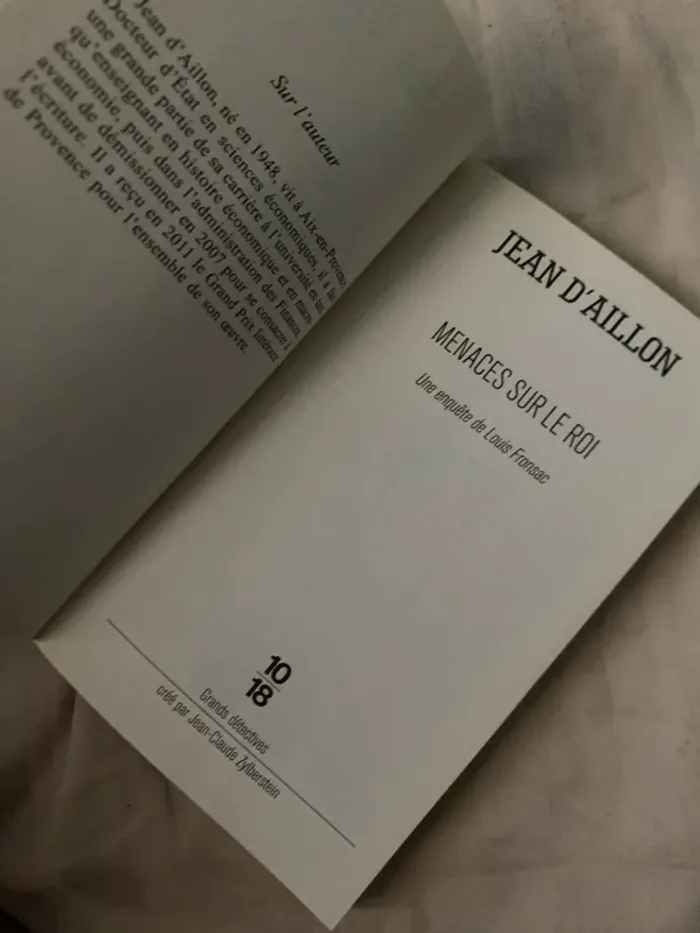 Sur l'auteur
Jean d'Aillon, né en 1948, vit à Aix-en-Provence
Docteur d'État en sciences économiques, il a
une grande partie de sa carrière à l'université en tant
qu'enseignant en histoire économique et en
économie, puis dans l'administration des Finances,
avant de démissionner en 2007 pour se consacrer à
l'écriture. Il a reçu en 2011 le Grand Prix
de Provence pour l'ensemble de son œuvre.
JEAN D'AILLON
MENACES SUR LE ROI
Une enquête de Louis Fronsac
10
18
Grands détectives
créé par Jean-Claude Zylberstein